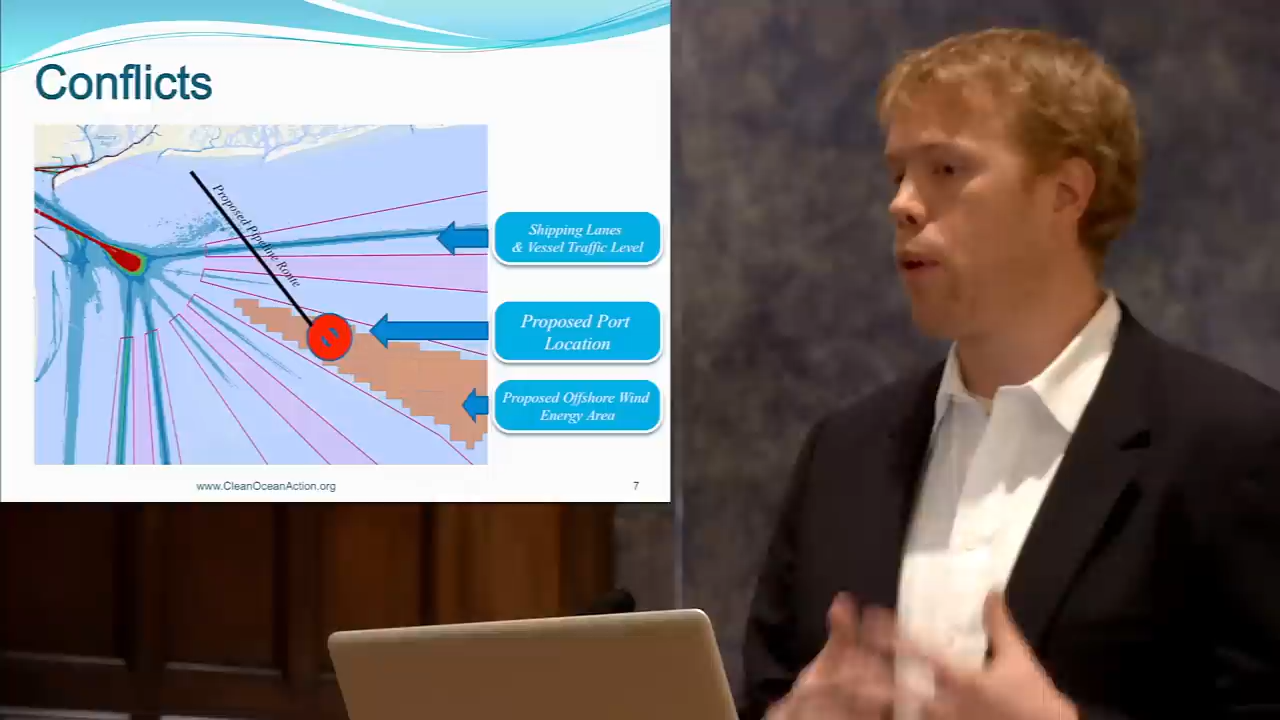 Conflicts
Proposed Pipeline Route
Shipping Lanes
& Vessel Traffic Level
Proposed Port
Location
Proposed Offshore Wind
Energy Area
www.CleanOceanAction.org
7